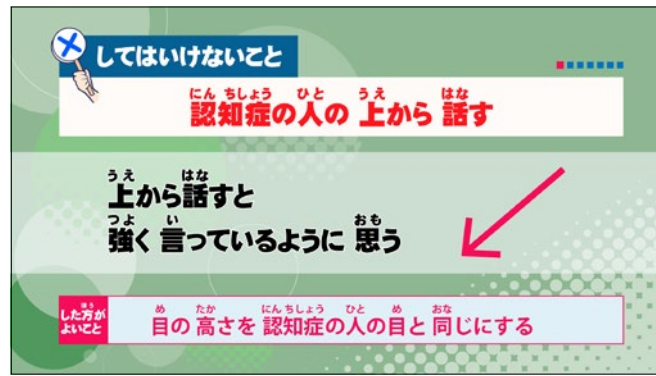 してはいけないこと
認知症の人の 上から 話す
上から話すと
強く 言っているように 思う
した方が
よいこと
目の 高さを 認知症の人の目と 同じにする